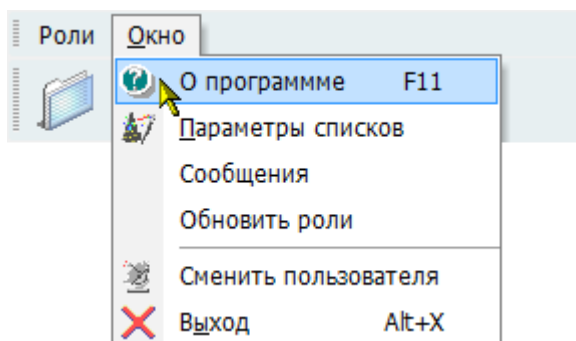 Роли Окно
О программме F11
Параметры списков
Сообщения
Обновить роли
Сменить пользователя
Выход Alt+X